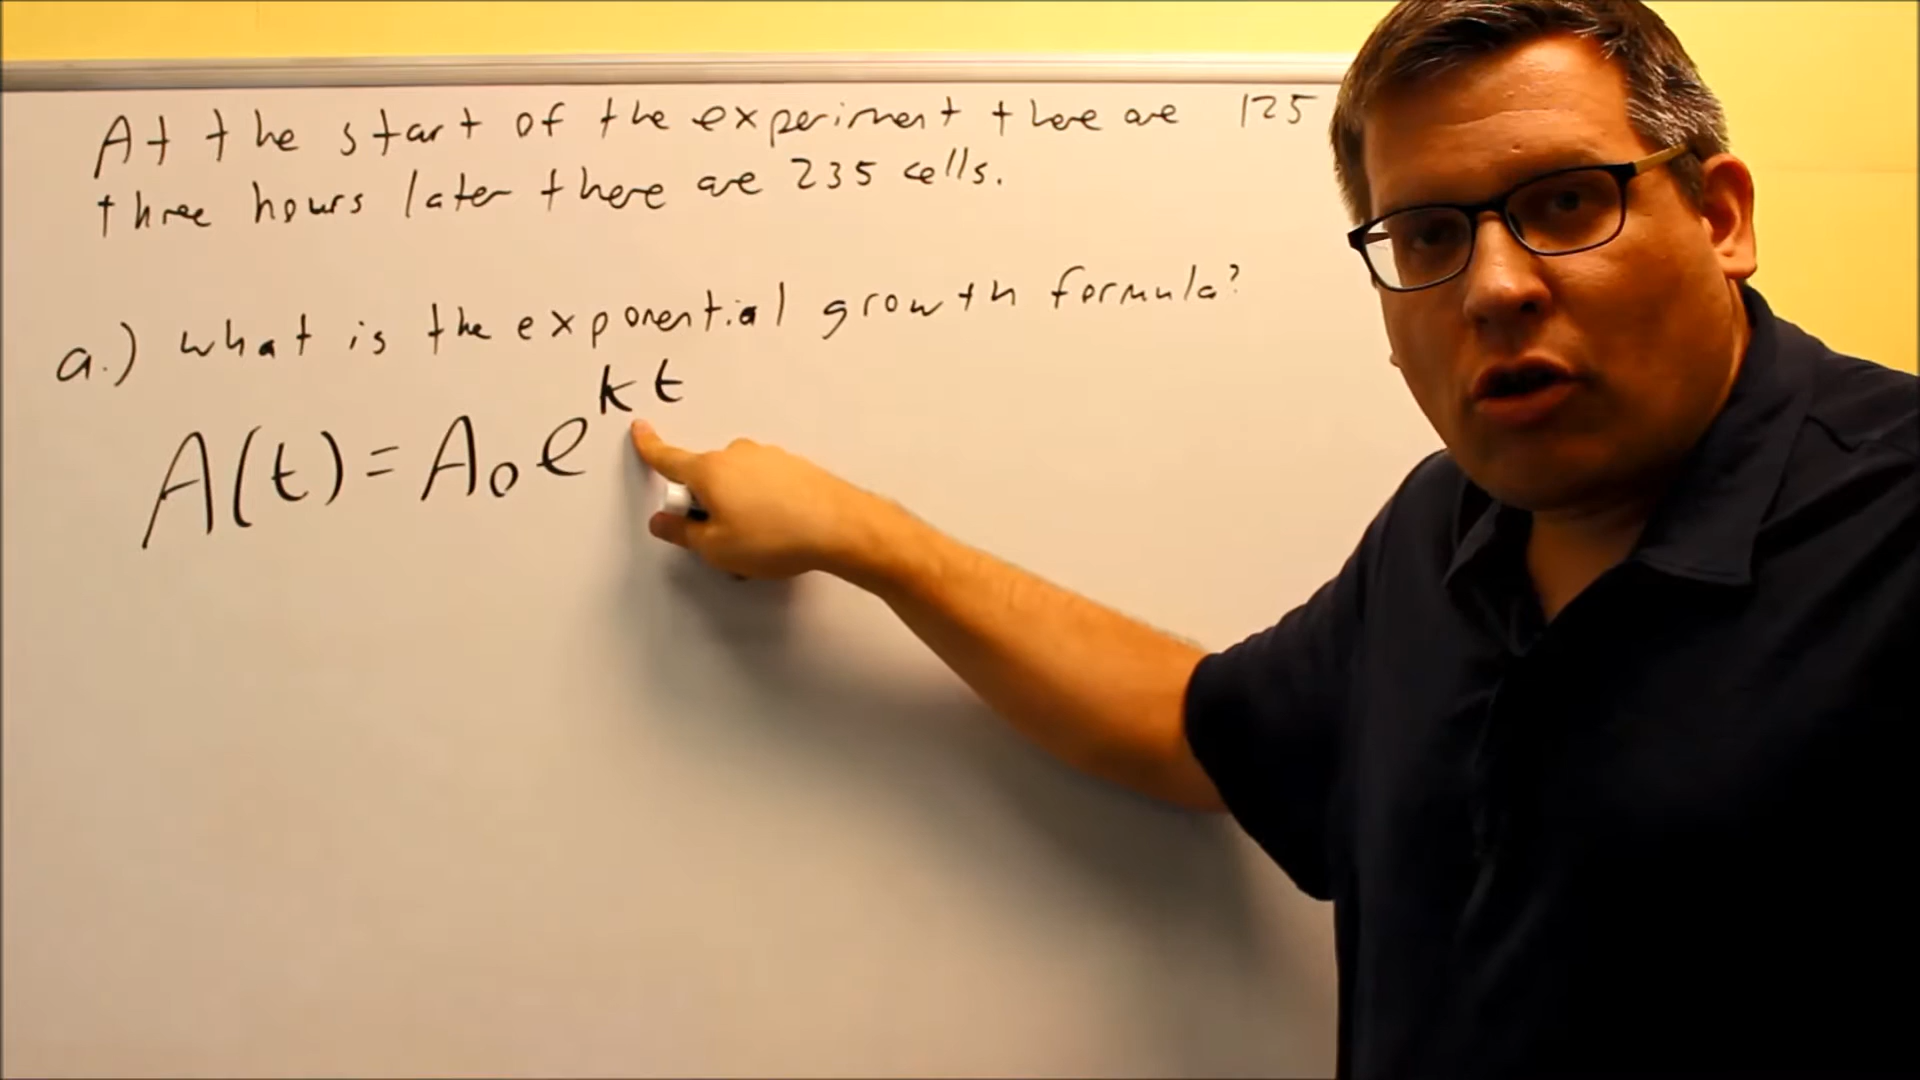 At the start of the experiment there are 125
three hours later there are 235 cells.
a.) what is the exponential growth formula?
A(t) = A₀e^kt